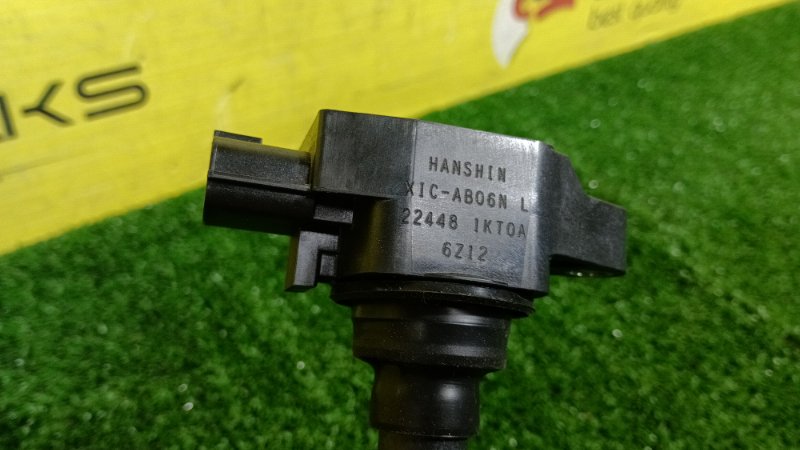 HANSHIN
XIC-AB06N L
22448 1KT0A
6Z12